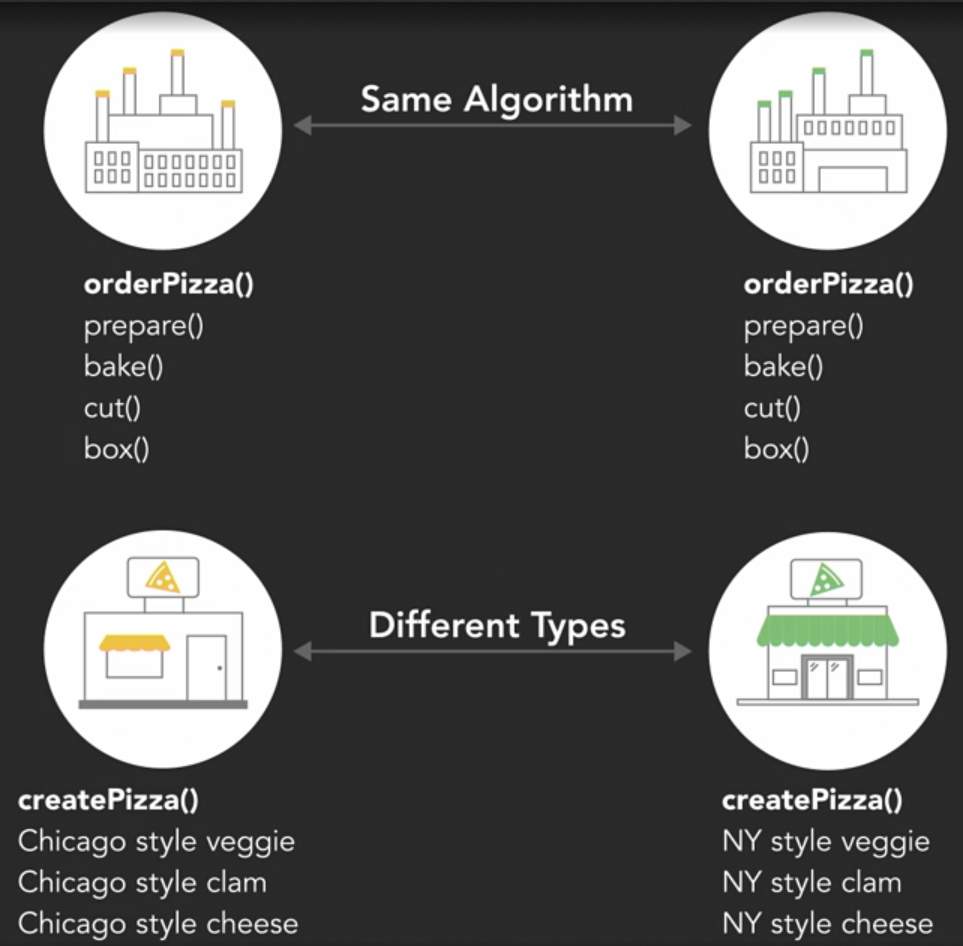 Same Algorithm
orderPizza()
prepare()
bake()
cut()
box()
orderPizza()
prepare()
bake()
cut()
box()
Different Types
createPizza()
Chicago style veggie
Chicago style clam
Chicago style cheese
createPizza()
NY style veggie
NY style clam
NY style cheese